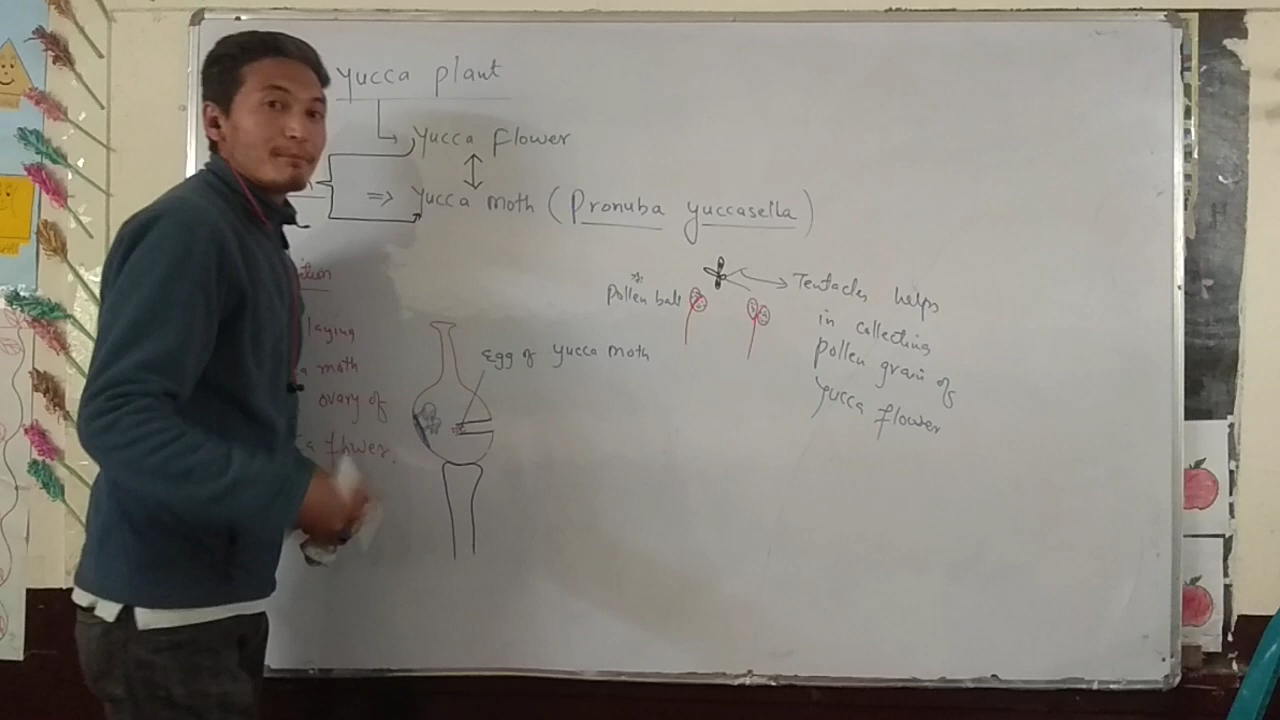 Yucca plant
Yucca Flower
⇒ Yucca moth (Pronuba yuccasella)
Pollen ball
Tentacles helps
in collecting
pollen grain of
Yucca flower
Egg of Yucca moth
laying
moth
ovary of
flower.